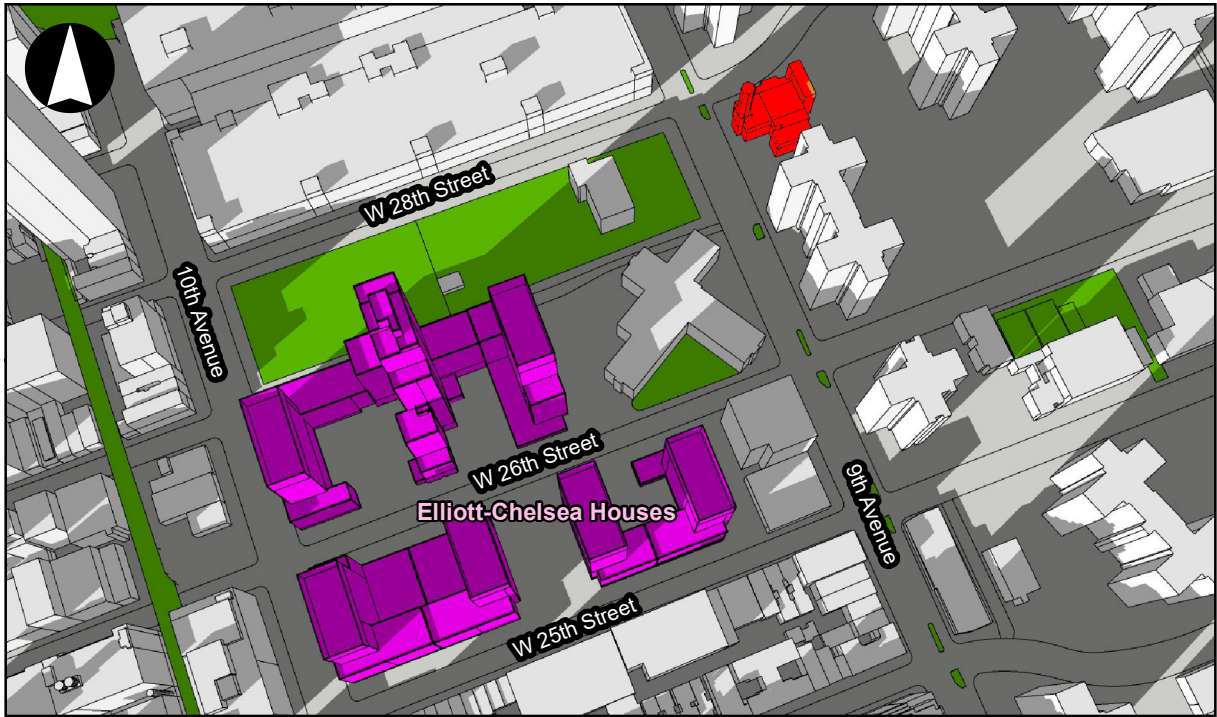 W 28th Street
10th Avenue
W 26th Street
Elliott-Chelsea Houses
9th Avenue
W 25th Street